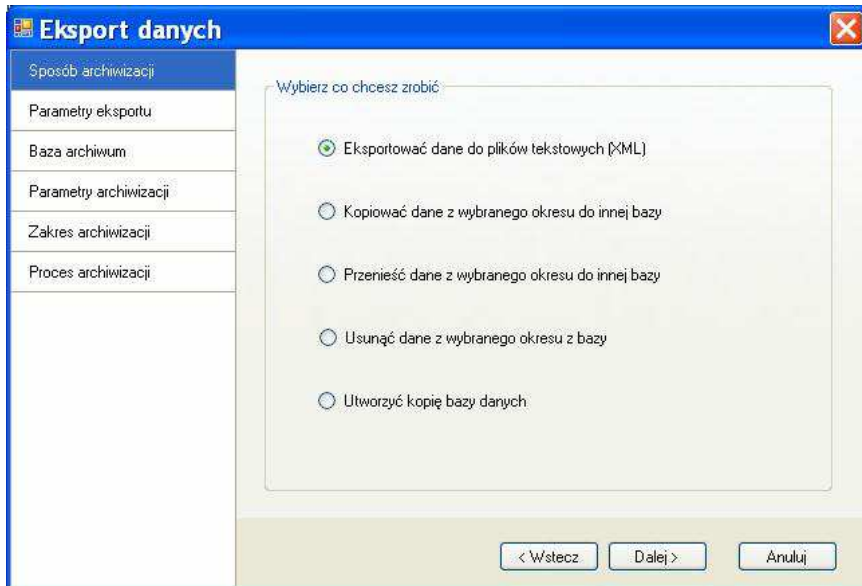 Eksport danych
Sposób archiwizacji
Parametry eksportu
Baza archiwum
Parametry archiwizacji
Zakres archiwizacji
Proces archiwizacji
Wybierz co chcesz zrobić
Eksportować dane do plików tekstowych (XML)
Kopiować dane z wybranego okresu do innej bazy
Przenieść dane z wybranego okresu do innej bazy
Usunąć dane z wybranego okresu z bazy
Utworzyć kopię bazy danych
< Wstecz
Dalej >
Anuluj